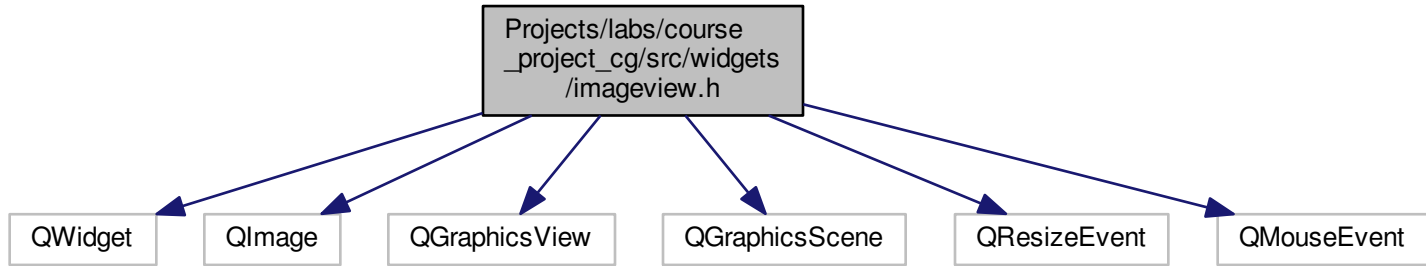 Projects/labs/course
_project_cg/src/widgets
/imageview.h
QWidget
QImage
QGraphicsView
QGraphicsScene
QResizeEvent
QMouseEvent